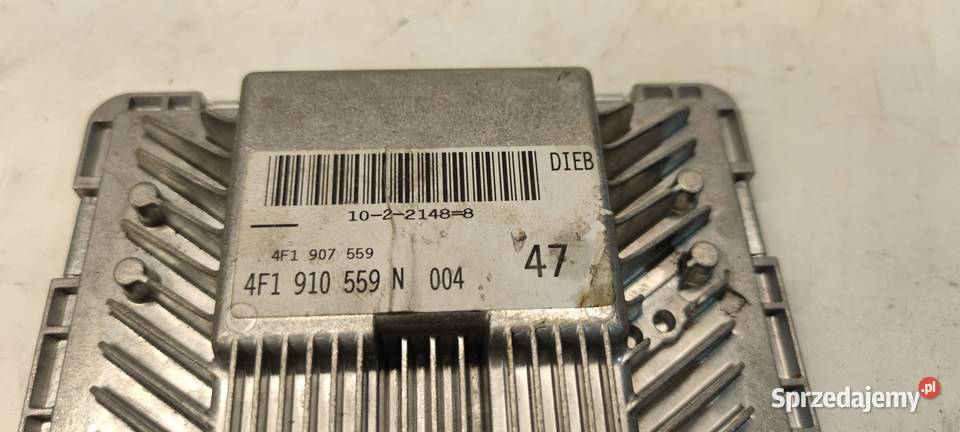 DIEB
10-2-2148=8
4F1 907 559
47
4F1 910 559 N 004
Sprzedajemy.pl